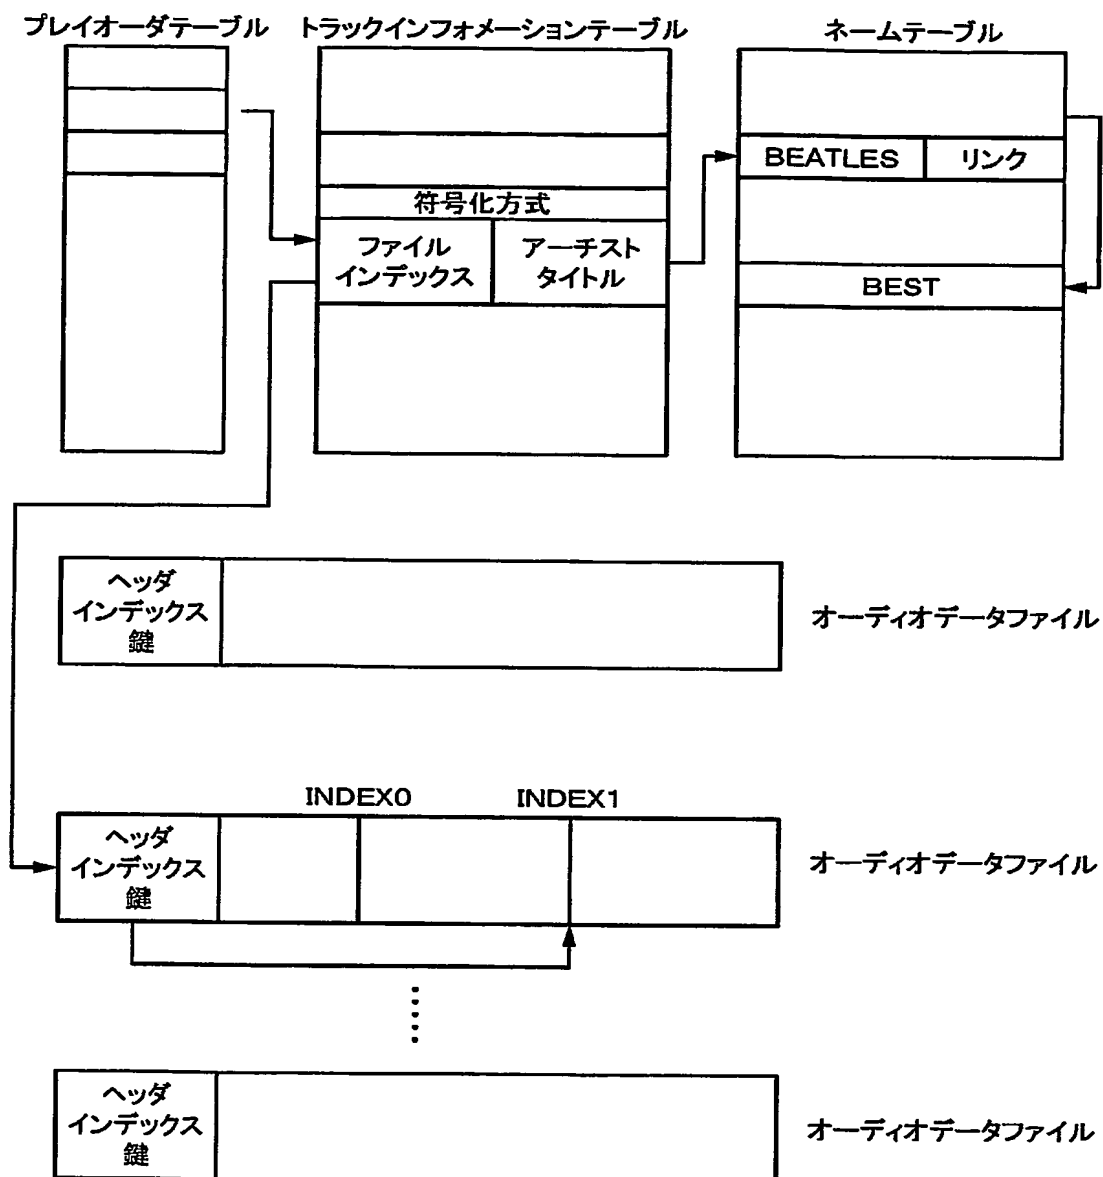 プレイオーダテーブル
トラックインフォメーションテーブル
ネームテーブル
BEATLES
リンク
符号化方式
ファイル
インデックス
アーチスト
タイトル
BEST
ヘッダ
インデックス
鍵
オーディオデータファイル
INDEX0
INDEX1
ヘッダ
インデックス
鍵
オーディオデータファイル
ヘッダ
インデックス
鍵
オーディオデータファイル